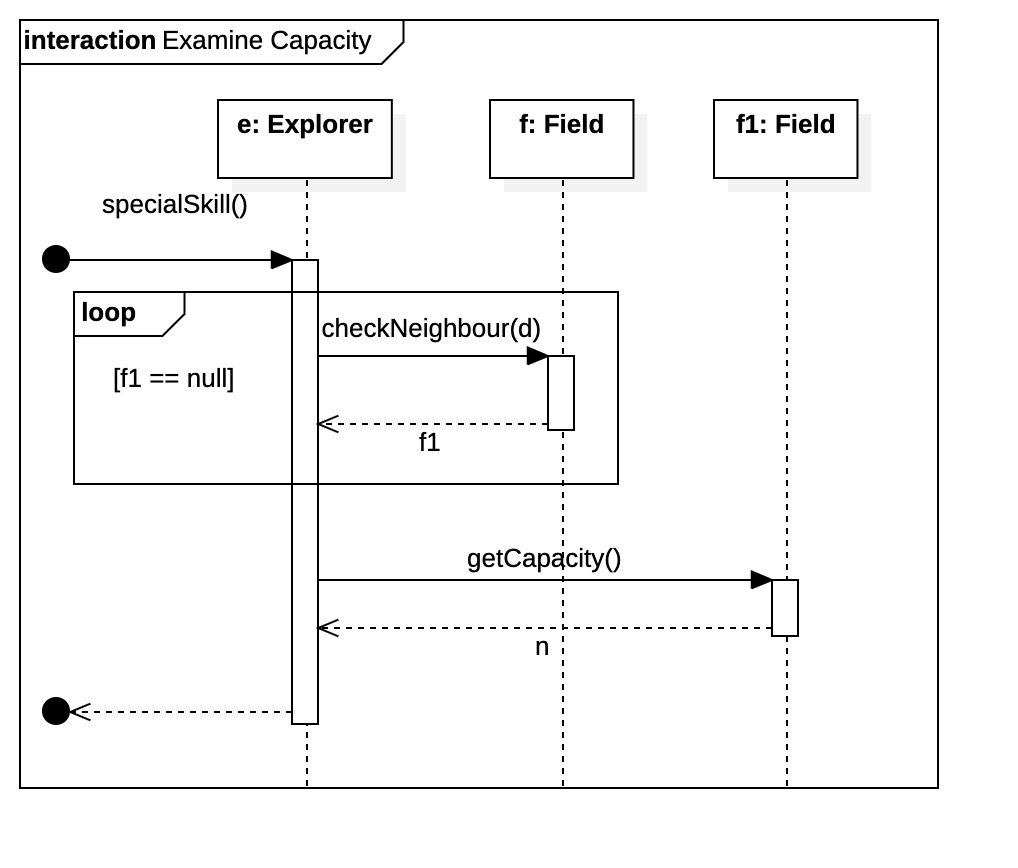 interaction Examine Capacity
e: Explorer
f: Field
f1: Field
specialSkill()
loop
checkNeighbour(d)
[f1 == null]
f1
getCapacity()
n